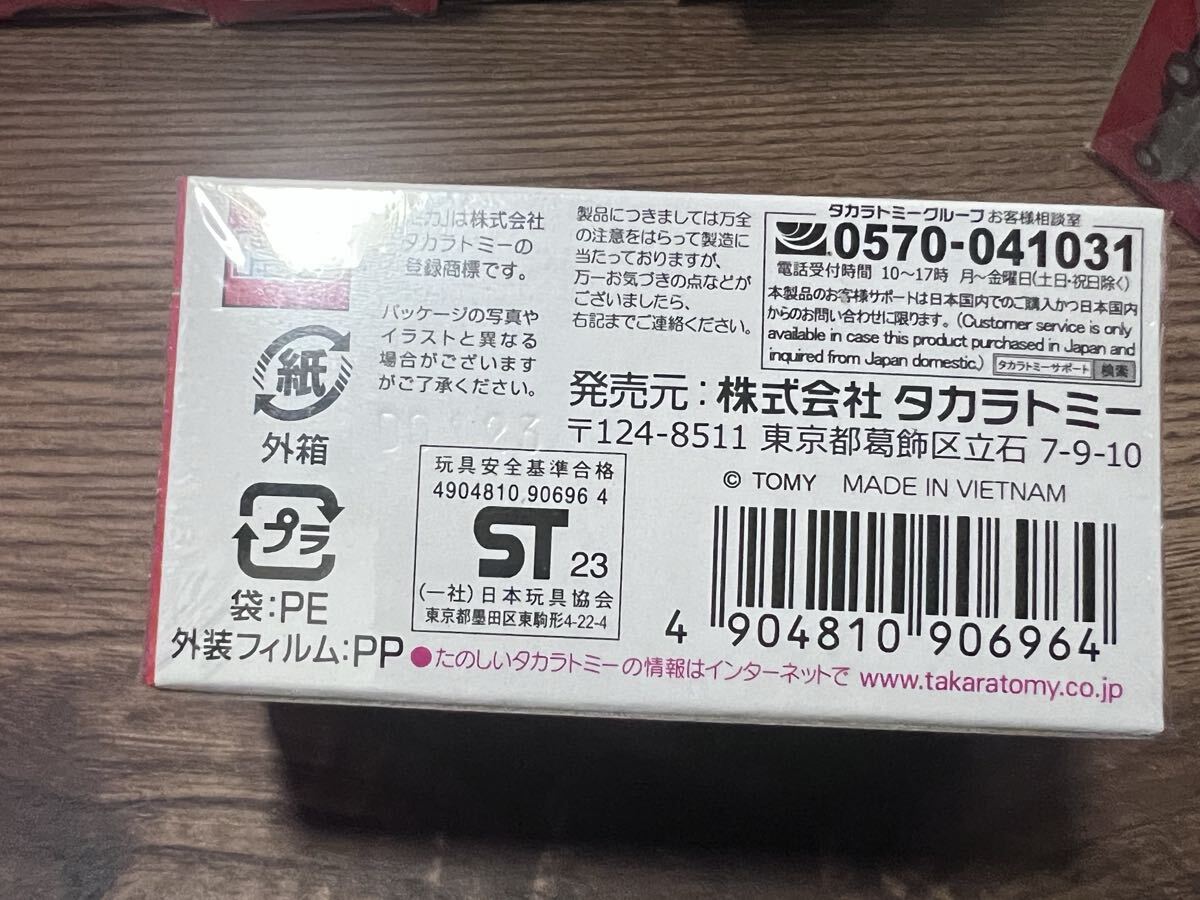 は株式会社
タカラトミーの
登録商標です。
パッケージの写真や
イラストと異なる
場合がございます
がご了承ください。
紙
外箱
プラ
袋:PE
外装フィルム:PP
製品につきましては万全
の注意をはらって製造に
当たっておりますが、
万一お気づきの点などが
ございましたら、
右記までご連絡ください。
タカラトミーグループ お客様相談室
0570-041031
電話受付時間 10～17時 月～金曜日(土日・祝日除く)
本製品のお客様サポートは日本国内でのご購入かつ日本国内
からのお問い合わせに限ります。(Customer service is only
available in case this product purchased in Japan and
inquired from Japan domestic.) タカラトミーサポート 検索
発売元:株式会社 タカラトミー
〒124-8511 東京都葛飾区立石 7-9-10
© TOMY MADE IN VIETNAM
玩具安全基準合格
4904810 90696 4
ST 23
(一社)日本玩具協会
東京都墨田区東駒形4-22-4
4 904810 906964
●たのしいタカラトミーの情報はインターネットで www.takaratomy.co.jp